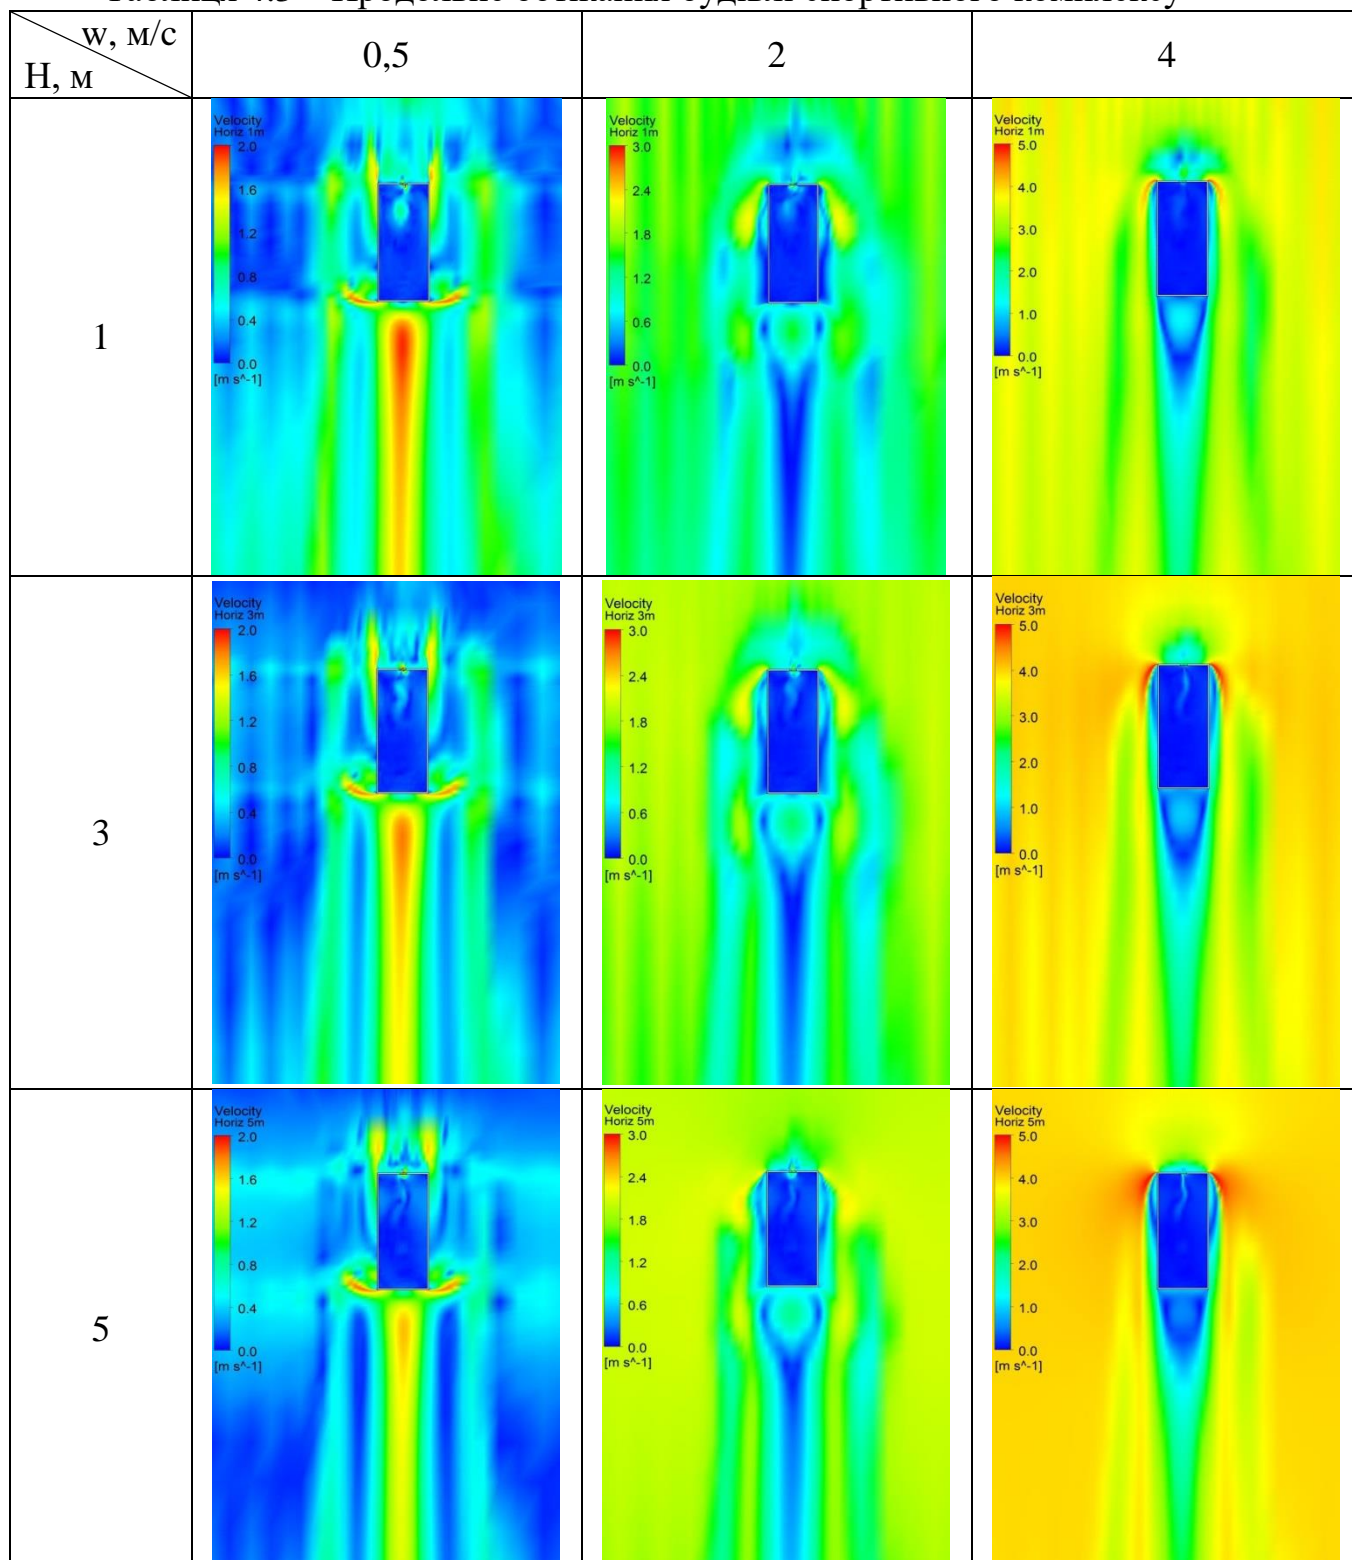 w, м/с
H, м
0,5
2
4
1
Velocity
Horiz 1m
2.0
1.6
1.2
0.8
0.4
0.0
[m s^-1]
Velocity
Horiz 1m
3.0
2.4
1.8
1.2
0.6
0.0
[m s^-1]
Velocity
Horiz 1m
5.0
4.0
3.0
2.0
1.0
0.0
[m s^-1]
3
Velocity
Horiz 3m
2.0
1.6
1.2
0.8
0.4
0.0
[m s^-1]
Velocity
Horiz 3m
3.0
2.4
1.8
1.2
0.6
0.0
[m s^-1]
Velocity
Horiz 3m
5.0
4.0
3.0
2.0
1.0
0.0
[m s^-1]
5
Velocity
Horiz 5m
2.0
1.6
1.2
0.8
0.4
0.0
[m s^-1]
Velocity
Horiz 5m
3.0
2.4
1.8
1.2
0.6
0.0
[m s^-1]
Velocity
Horiz 5m
5.0
4.0
3.0
2.0
1.0
0.0
[m s^-1]